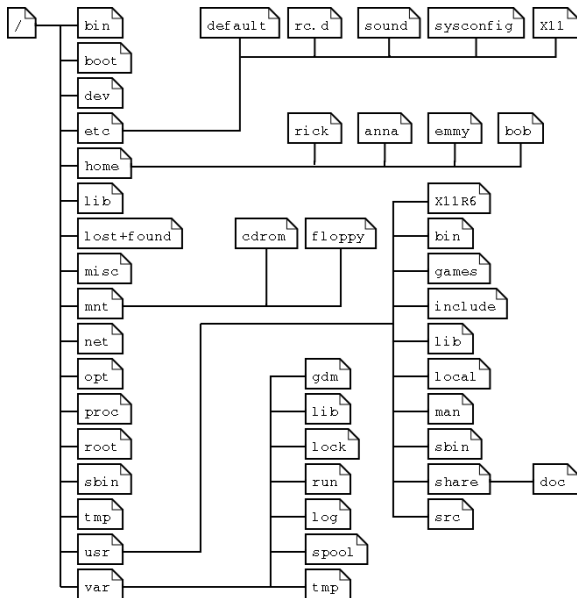 / bin default rc.d sound sysconfig X11
boot
dev
etc
rick anna emmy bob
home
lib X11R6
lost+found cdrom floppy bin
misc games
mnt include
net lib
opt gdm local
proc lib man
root lock sbin
sbin run share doc
tmp log src
usr spool
var tmp